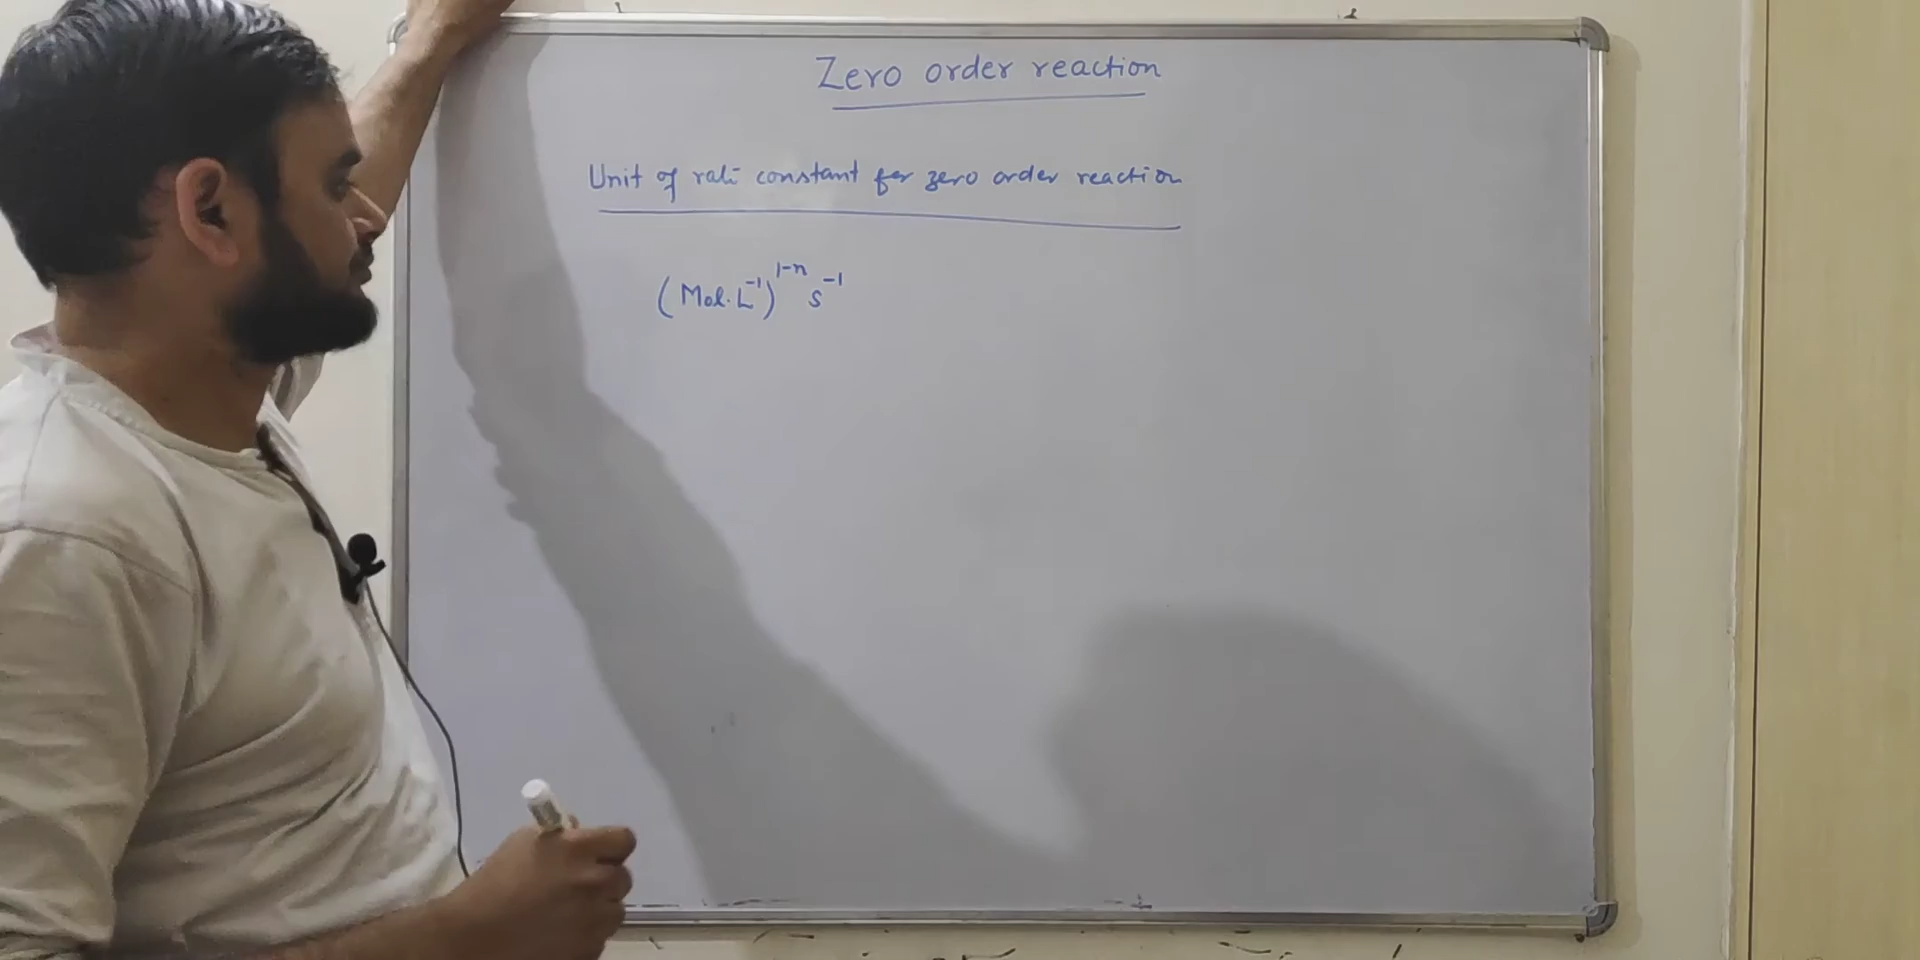 Zero order reaction
Unit of rate constant for zero order reaction
(Mol. L⁻¹)¹⁻ⁿ s⁻¹